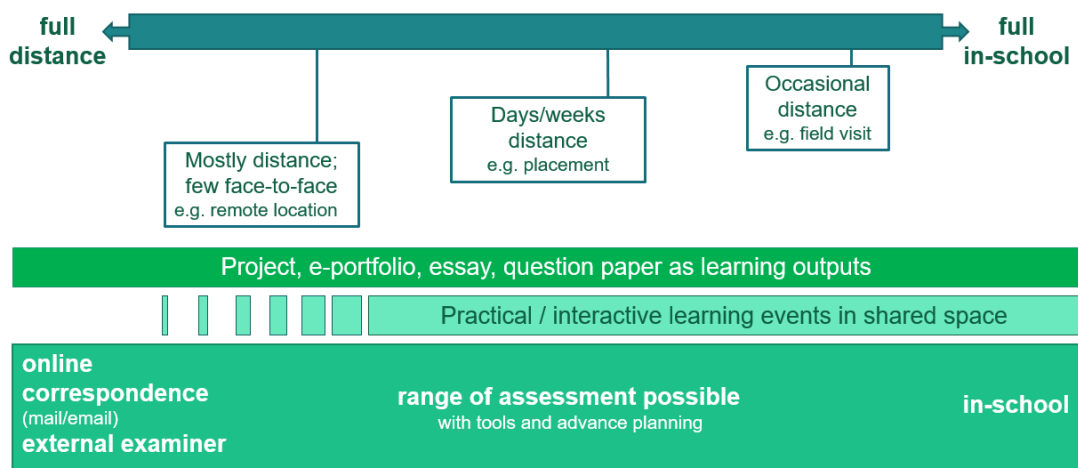 full
distance
full
in-school
Mostly distance;
few face-to-face
e.g. remote location
Days/weeks
distance
e.g. placement
Occasional
distance
e.g. field visit
Project, e-portfolio, essay, question paper as learning outputs
Practical / interactive learning events in shared space
online
correspondence
(mail/email)
external examiner
range of assessment possible
with tools and advance planning
in-school